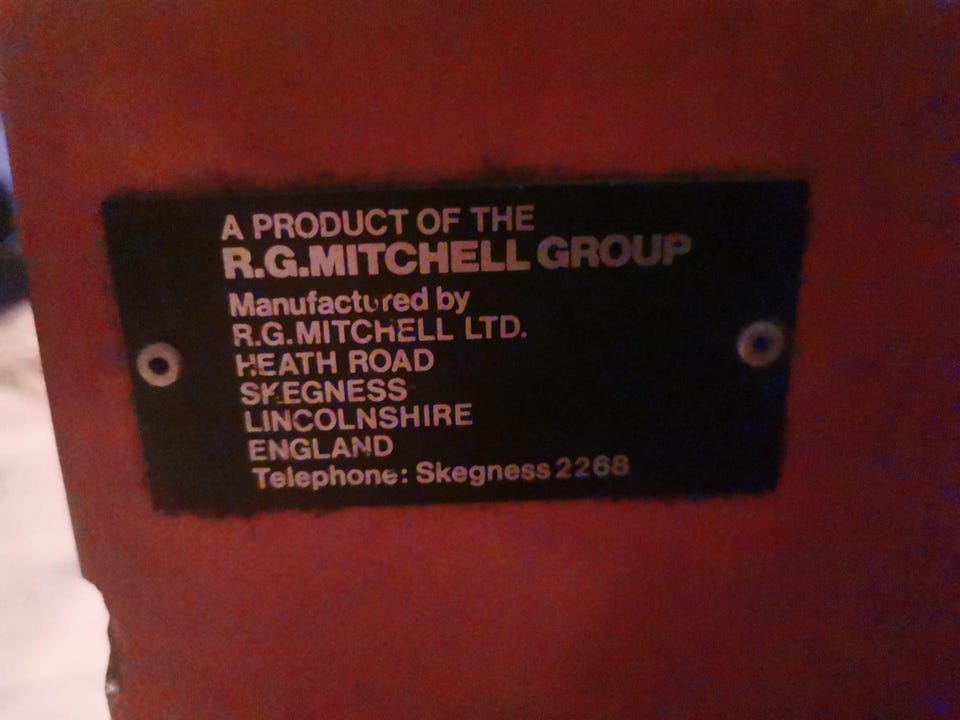 A PRODUCT OF THE
R.G.MITCHELL GROUP
Manufactured by
R.G.MITCHELL LTD.
HEATH ROAD
SKEGNESS
LINCOLNSHIRE
ENGLAND
Telephone: Skegness 2268